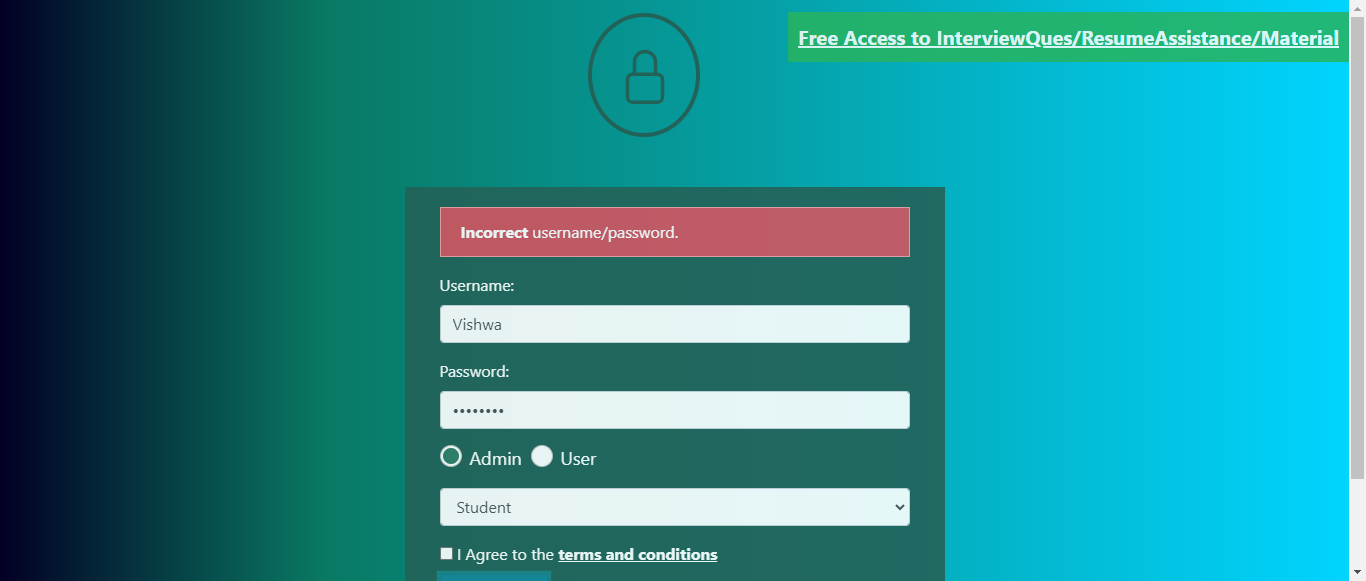 Free Access to InterviewQues/ResumeAssistance/Material
Incorrect username/password.
Username:
Vishwa
Password:
••••••••
Admin User
Student
I Agree to the terms and conditions